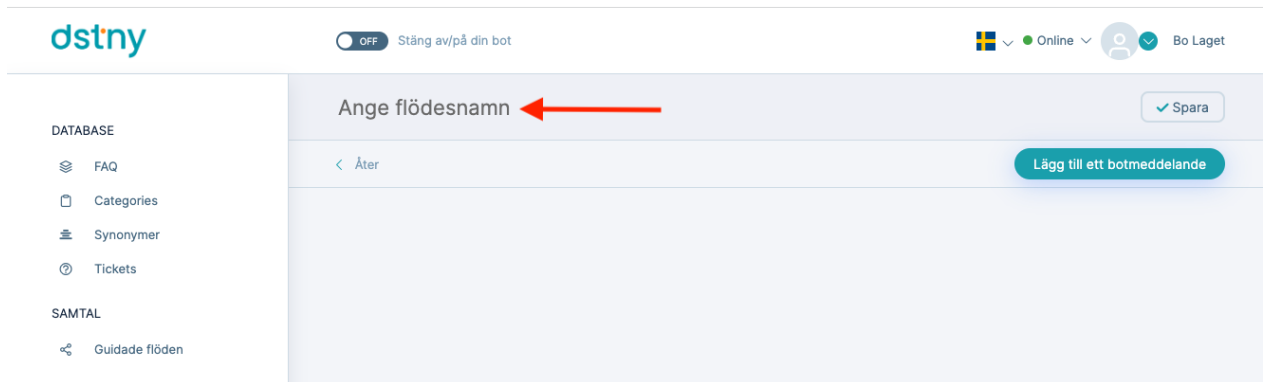 dstny
OFF Stäng av/på din bot
Online
Bo Laget
Ange flödesnamn
Spara
DATABASE
Åter
Lägg till ett botmeddelande
FAQ
Categories
Synonymer
Tickets
SAMTAL
Guidade flöden